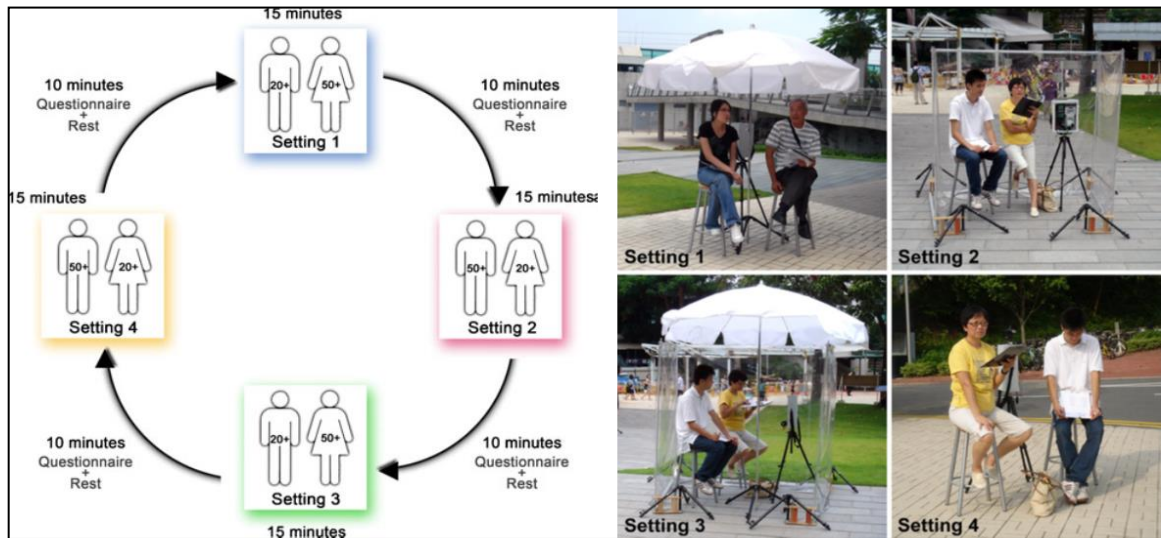 15 minutes
20+ 50+
Setting 1
10 minutes
Questionnaire
+
Rest
10 minutes
Questionnaire
+
Rest
15 minutes
50+ 20+
Setting 4
15 minutes
50+ 20+
Setting 2
10 minutes
Questionnaire
+
Rest
10 minutes
Questionnaire
+
Rest
20+ 50+
Setting 3
15 minutes
Setting 1
Setting 2
Setting 3
Setting 4